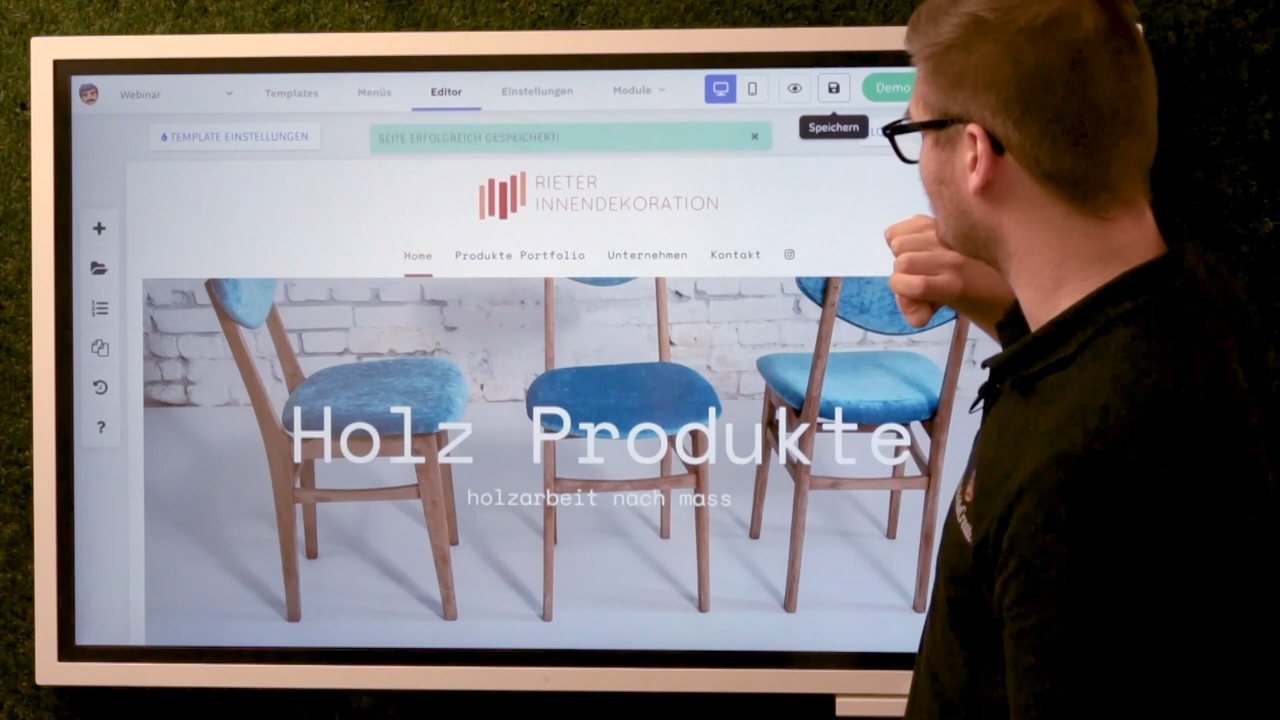 Webinar
Templates
Menüs
Editor
Einstellungen
Module
Demo
TEMPLATE EINSTELLUNGEN
SEITE ERFOLGREICH GESPEICHERT!
Speichern
RIETER
INNENDEKORATION
Home
Produkte Portfolio
Unternehmen
Kontakt
Holz Produkte
holzarbeit nach mass